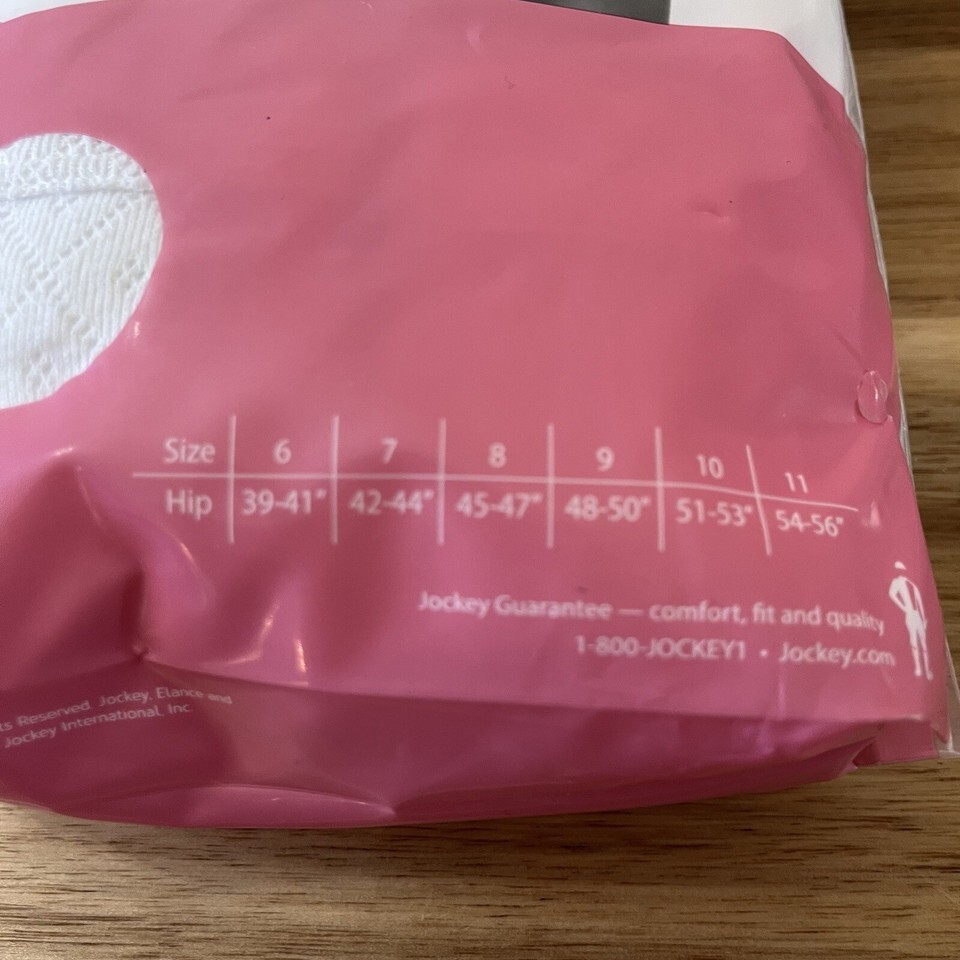 Size 6 7 8 9 10 11
Hip 39-41" 42-44" 45-47" 48-50" 51-53" 54-56"
Jockey Guarantee — comfort, fit and quality
1-800-JOCKEY1 • Jockey.com
ts Reserved. Jockey, Elance and
Jockey International, Inc.